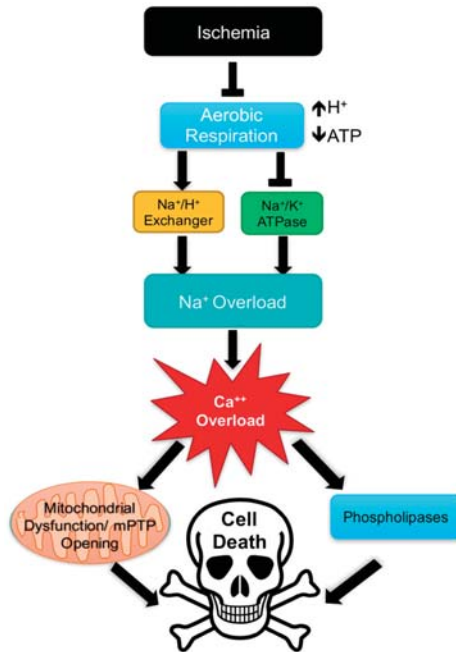 Ischemia
Aerobic
Respiration
↑H⁺
↓ATP
Na⁺/H⁺
Exchanger
Na⁺/K⁺
ATPase
Na⁺ Overload
Ca⁺⁺
Overload
Mitochondrial
Dysfunction/ mPTP
Opening
Cell
Death
Phospholipases